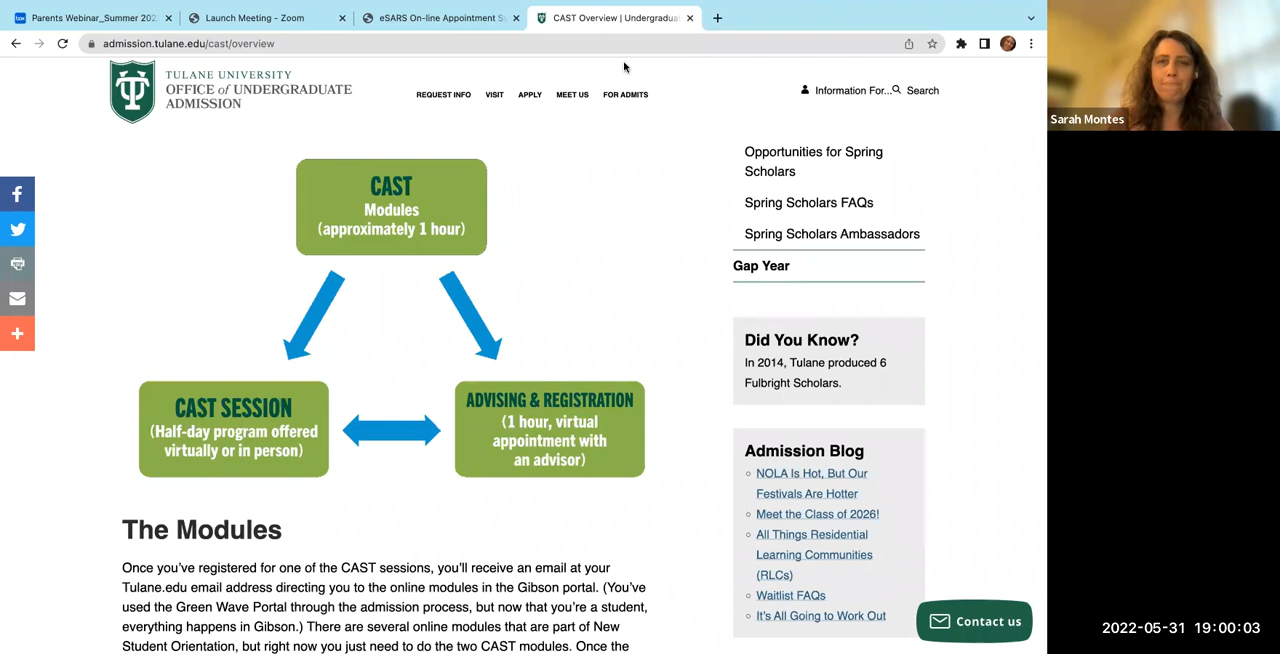 Parents Webinar_Summer 202
Launch Meeting - Zoom
eSARS On-line Appointment Sy
CAST Overview | Undergradua
admission.tulane.edu/cast/overview
TULANE UNIVERSITY
OFFICE of UNDERGRADUATE
ADMISSION
REQUEST INFO
VISIT
APPLY
MEET US
FOR ADMITS
Information For...
Search
Sarah Montes
CAST
Modules
(approximately 1 hour)
CAST SESSION
(Half-day program offered
virtually or in person)
ADVISING & REGISTRATION
(1 hour, virtual
appointment with
an advisor)
The Modules
Once you've registered for one of the CAST sessions, you'll receive an email at your
Tulane.edu email address directing you to the online modules in the Gibson portal. (You've
used the Green Wave Portal through the admission process, but now that you're a student,
everything happens in Gibson.) There are several online modules that are part of New
Student Orientation, but right now you just need to do the two CAST modules. Once the
Opportunities for Spring
Scholars
Spring Scholars FAQs
Spring Scholars Ambassadors
Gap Year
Did You Know?
In 2014, Tulane produced 6
Fulbright Scholars.
Admission Blog
NOLA Is Hot, But Our
Festivals Are Hotter
Meet the Class of 2026!
All Things Residential
Learning Communities
(RLCs)
Waitlist FAQs
It's All Going to Work Out
Contact us
2022-05-31 19:00:03